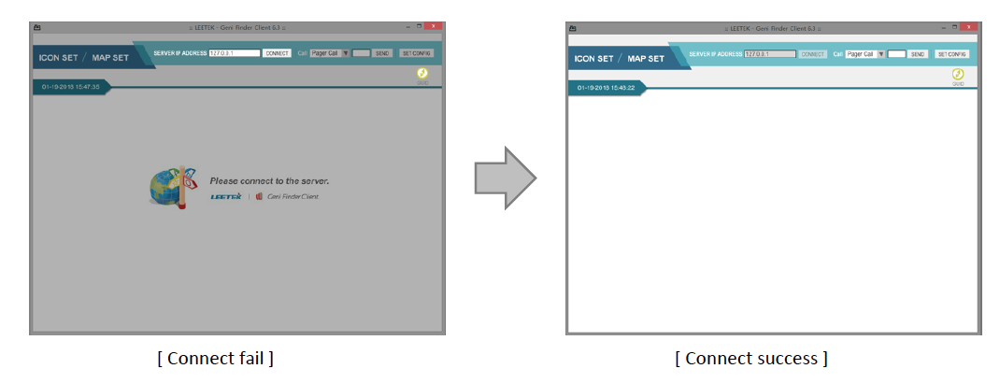 :: LEETEK - Geni Finder Client 6.3 ::
ICON SET / MAP SET
SERVER IP ADDRESS 127.0.0.1 CONNECT Call Pager Call ▼ SEND SET CONFIG
01-19-2018 15:47:35
Please connect to the server.
LEETEK | Geni Finder Client
[ Connect fail ]
:: LEETEK - Geni Finder Client 6.3 ::
ICON SET / MAP SET
SERVER IP ADDRESS 127.0.0.1 CONNECT Call Pager Call ▼ SEND SET CONFIG
01-19-2018 15:48:22
[ Connect success ]